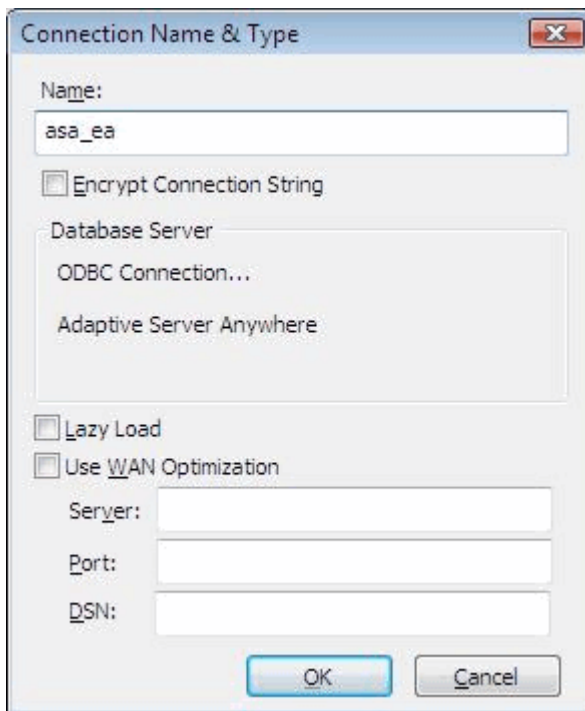 Connection Name & Type
Name:
asa_ea
Encrypt Connection String
Database Server
ODBC Connection...
Adaptive Server Anywhere
Lazy Load
Use WAN Optimization
Server:
Port:
DSN:
OK
Cancel